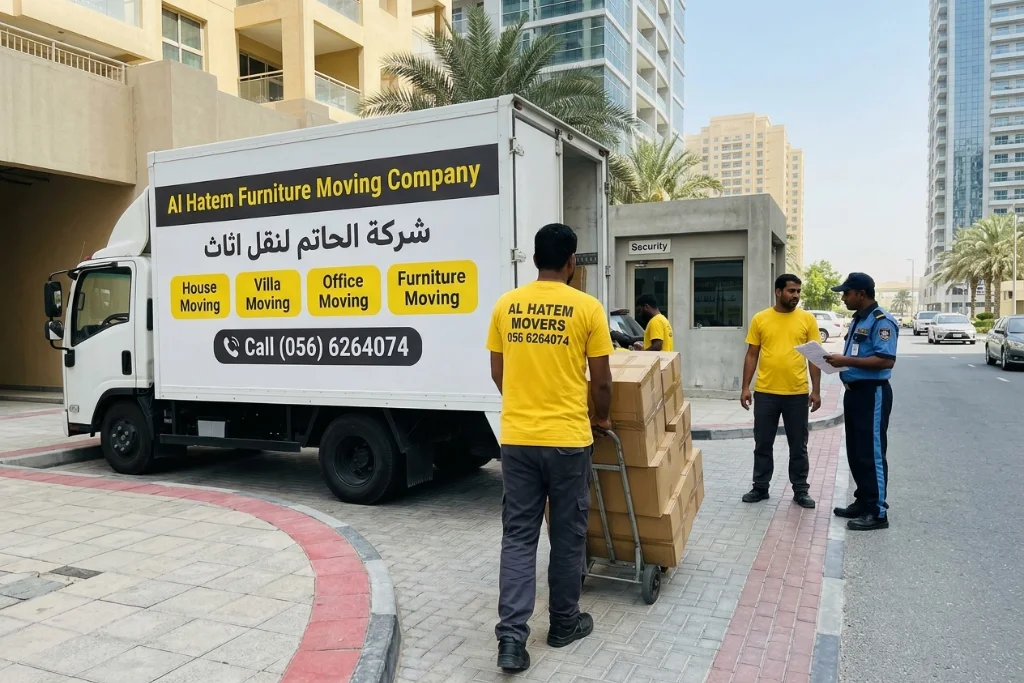 Al Hatem Furniture Moving Company
شركة الحاتم لنقل اثاث
House
Moving
Villa
Moving
Office
Moving
Furniture
Moving
Call (056) 6264074
AL HATEM
MOVERS
056 6264074
Security